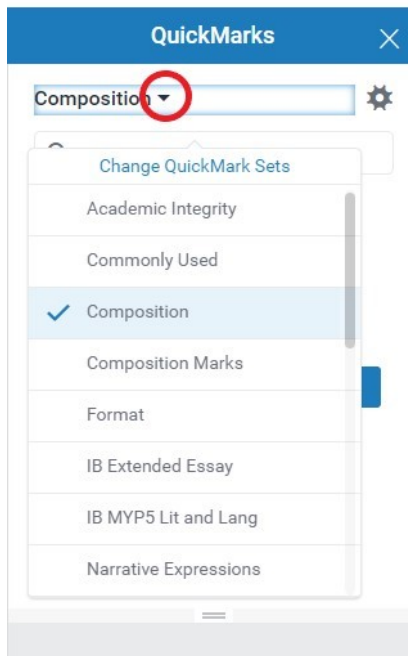 QuickMarks
Composition
Change QuickMark Sets
Academic Integrity
Commonly Used
Composition
Composition Marks
Format
IB Extended Essay
IB MYP5 Lit and Lang
Narrative Expressions